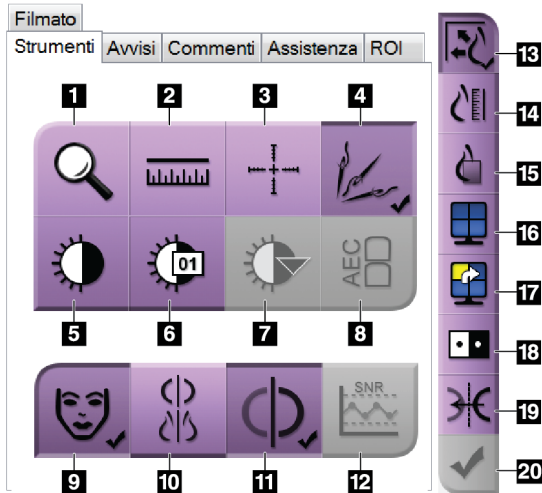 Filmato
Strumenti Avvisi Commenti Assistenza ROI
1 2 3 4
01
AEC
5 6 7 8
SNR
9 10 11 12
13
14
15
16
17
18
19
20